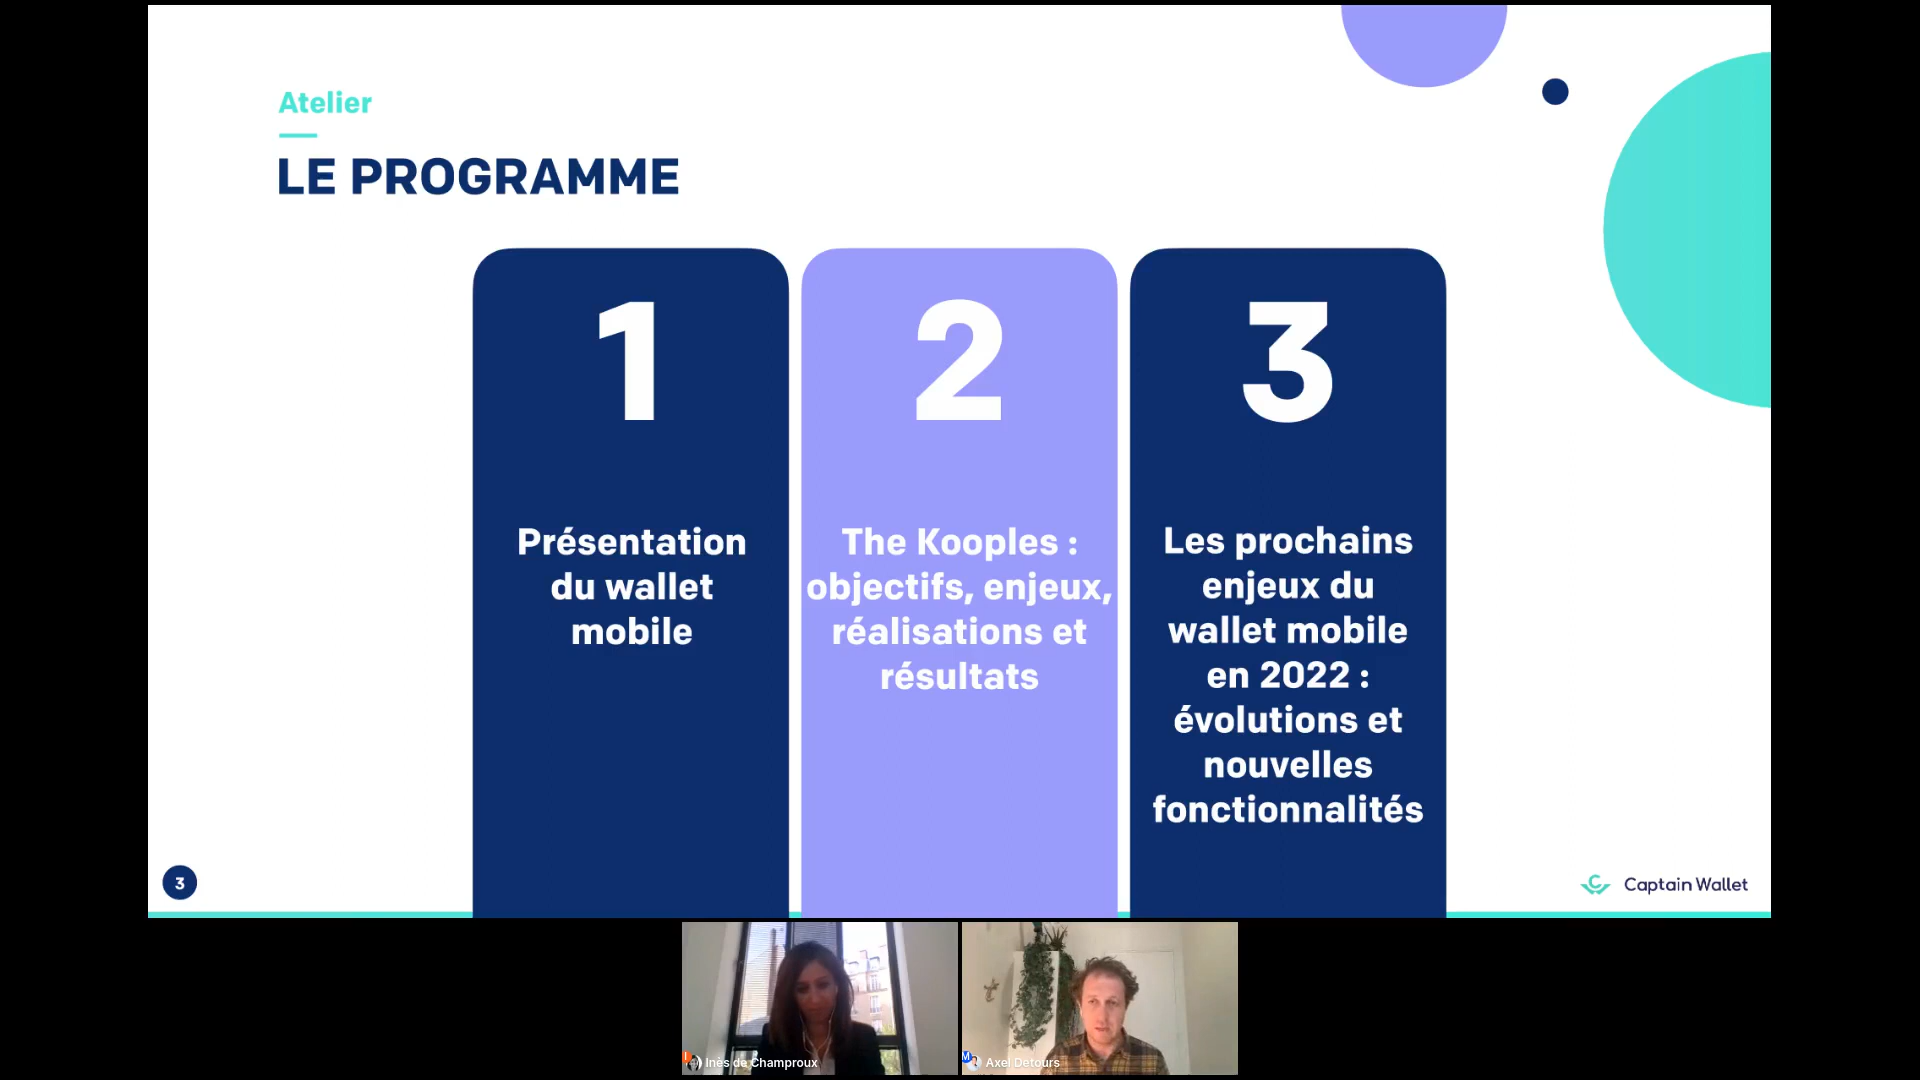 Atelier
LE PROGRAMME
1
Présentation
du wallet
mobile
2
The Kooples :
objectifs, enjeux,
réalisations et
résultats
3
Les prochains
enjeux du
wallet mobile
en 2022 :
évolutions et
nouvelles
fonctionnalités
3
Captain Wallet
Inès de Champroux
Axel Detours